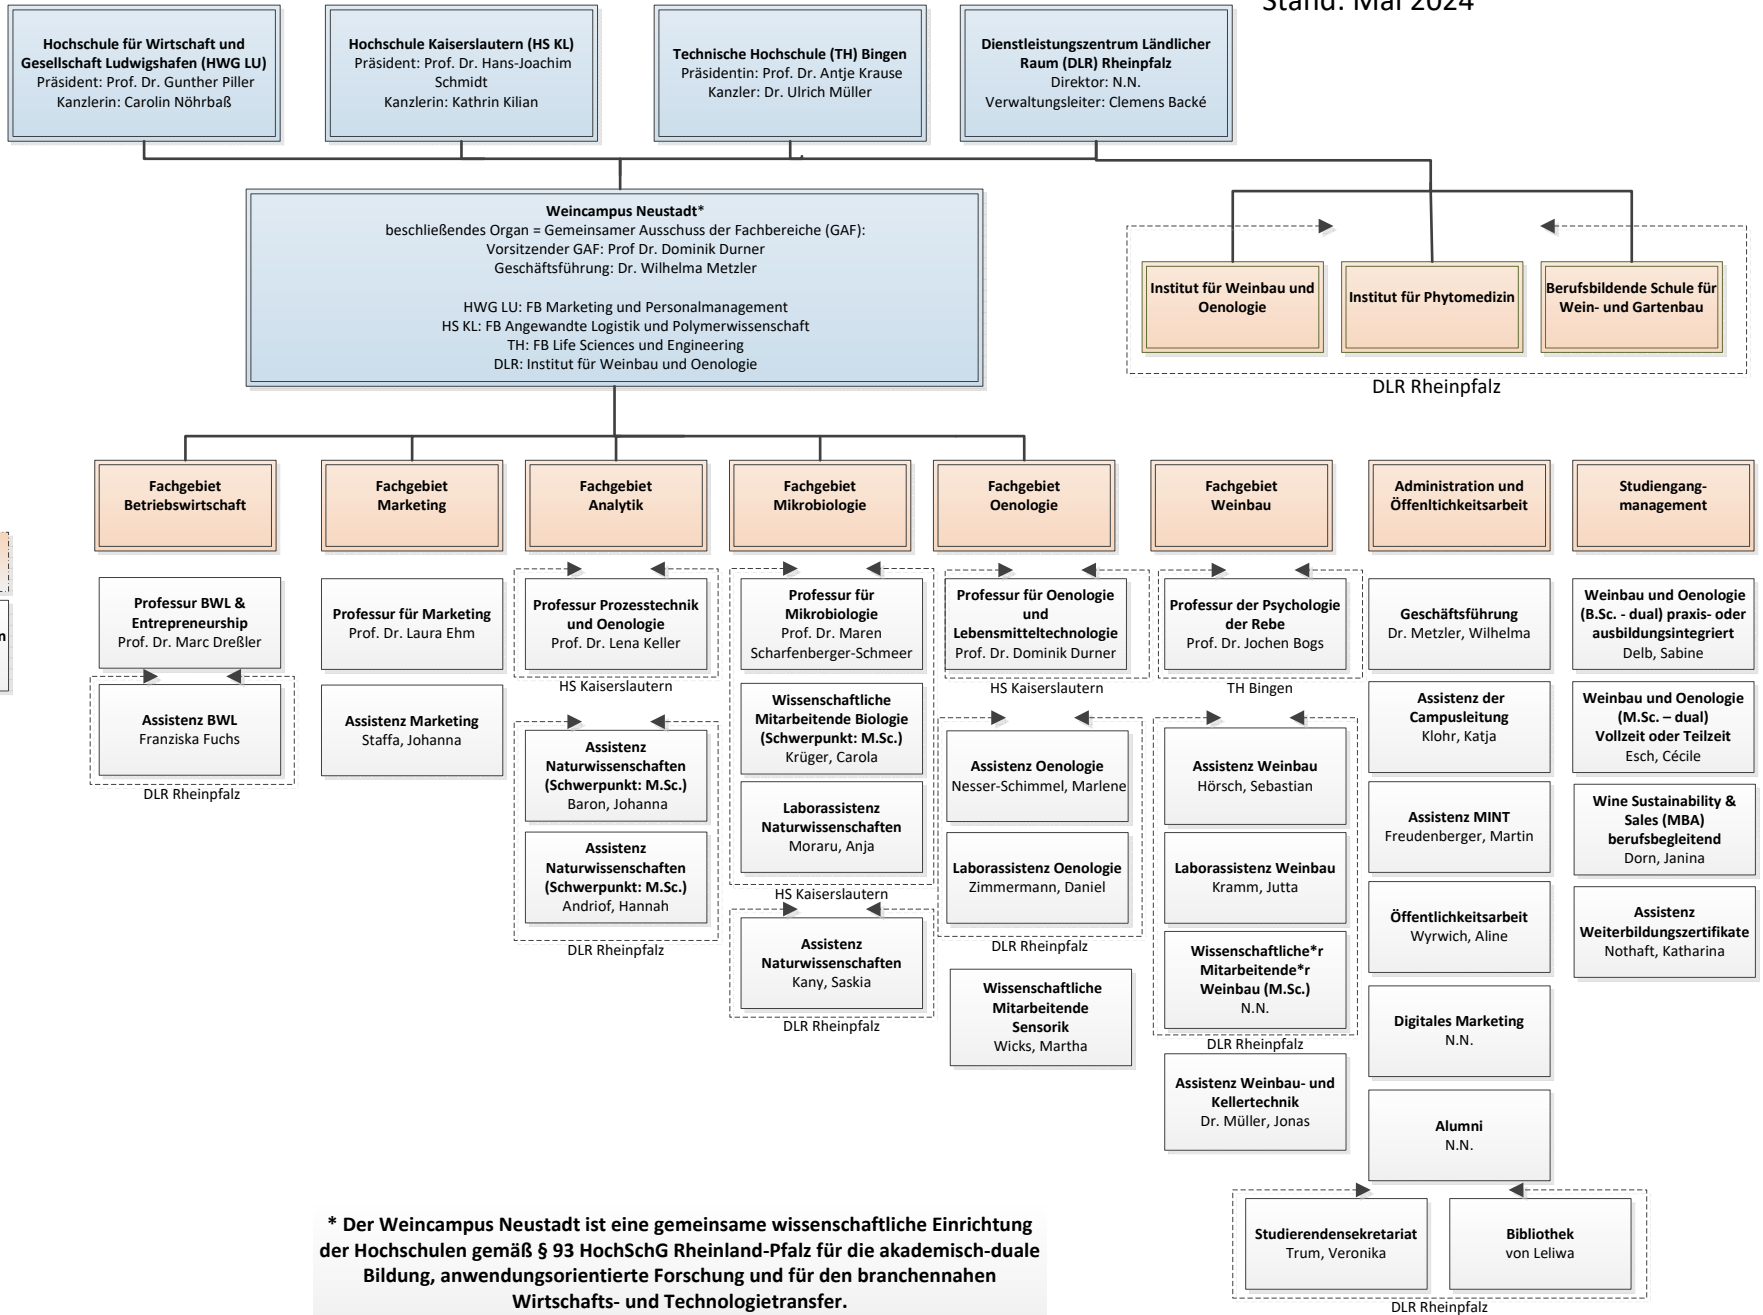 Stand: Mai 2024
Hochschule für Wirtschaft und
Gesellschaft Ludwigshafen (HWG LU)
Präsident: Prof. Dr. Gunther Piller
Kanzlerin: Carolin Nöhrbaß
Hochschule Kaiserslautern (HS KL)
Präsident: Prof. Dr. Hans-Joachim
Schmidt
Kanzlerin: Kathrin Kilian
Technische Hochschule (TH) Bingen
Präsidentin: Prof. Dr. Antje Krause
Kanzler: Dr. Ulrich Müller
Dienstleistungszentrum Ländlicher
Raum (DLR) Rheinpfalz
Direktor: N.N.
Verwaltungsleiter: Clemens Backé
Weincampus Neustadt*
beschließendes Organ = Gemeinsamer Ausschuss der Fachbereiche (GAF):
Vorsitzender GAF: Prof Dr. Dominik Durner
Geschäftsführung: Dr. Wilhelma Metzler
HWG LU: FB Marketing und Personalmanagement
HS KL: FB Angewandte Logistik und Polymerwissenschaft
TH: FB Life Sciences und Engineering
DLR: Institut für Weinbau und Oenologie
Institut für Weinbau und
Oenologie
Institut für Phytomedizin
Berufsbildende Schule für
Wein- und Gartenbau
DLR Rheinpfalz
Fachgebiet
Betriebswirtschaft
Professur BWL &
Entrepreneurship
Prof. Dr. Marc Dreßler
Assistenz BWL
Franziska Fuchs
DLR Rheinpfalz
Fachgebiet
Marketing
Professur für Marketing
Prof. Dr. Laura Ehm
Assistenz Marketing
Staffa, Johanna
Fachgebiet
Analytik
Professur Prozesstechnik
und Oenologie
Prof. Dr. Lena Keller
HS Kaiserslautern
Assistenz
Naturwissenschaften
(Schwerpunkt: M.Sc.)
Baron, Johanna
Assistenz
Naturwissenschaften
(Schwerpunkt: M.Sc.)
Andriof, Hannah
DLR Rheinpfalz
Fachgebiet
Mikrobiologie
Professur für
Mikrobiologie
Prof. Dr. Maren
Scharfenberger-Schmeer
Wissenschaftliche
Mitarbeitende Biologie
(Schwerpunkt: M.Sc.)
Krüger, Carola
Laborassistenz
Naturwissenschaften
Moraru, Anja
HS Kaiserslautern
Assistenz
Naturwissenschaften
Kany, Saskia
DLR Rheinpfalz
Fachgebiet
Oenologie
Professur für Oenologie
und
Lebensmitteltechnologie
Prof. Dr. Dominik Durner
HS Kaiserslautern
Assistenz Oenologie
Nesser-Schimmel, Marlene
Laborassistenz Oenologie
Zimmermann, Daniel
DLR Rheinpfalz
Wissenschaftliche
Mitarbeitende
Sensorik
Wicks, Martha
Fachgebiet
Weinbau
Professur der Psychologie
der Rebe
Prof. Dr. Jochen Bogs
TH Bingen
Assistenz Weinbau
Hörsch, Sebastian
Laborassistenz Weinbau
Kramm, Jutta
Wissenschaftliche*r
Mitarbeitende*r
Weinbau (M.Sc.)
N.N.
DLR Rheinpfalz
Assistenz Weinbau- und
Kellertechnik
Dr. Müller, Jonas
Administration und
Öffenltichkeitsarbeit
Geschäftsführung
Dr. Metzler, Wilhelma
Assistenz der
Campusleitung
Klohr, Katja
Assistenz MINT
Freudenberger, Martin
Öffentlichkeitsarbeit
Wyrwich, Aline
Digitales Marketing
N.N.
Alumni
N.N.
Studierendensekretariat
Trum, Veronika
Bibliothek
von Leliwa
DLR Rheinpfalz
Studiengang-
management
Weinbau und Oenologie
(B.Sc. - dual) praxis- oder
ausbildungsintegriert
Delb, Sabine
Weinbau und Oenologie
(M.Sc. – dual)
Vollzeit oder Teilzeit
Esch, Cécile
Wine Sustainability &
Sales (MBA)
berufsbegleitend
Dorn, Janina
Assistenz
Weiterbildungszertifikate
Nothaft, Katharina
* Der Weincampus Neustadt ist eine gemeinsame wissenschaftliche Einrichtung
der Hochschulen gemäß § 93 HochSchG Rheinland-Pfalz für die akademisch-duale
Bildung, anwendungsorientierte Forschung und für den branchennahen
Wirtschafts- und Technologietransfer.